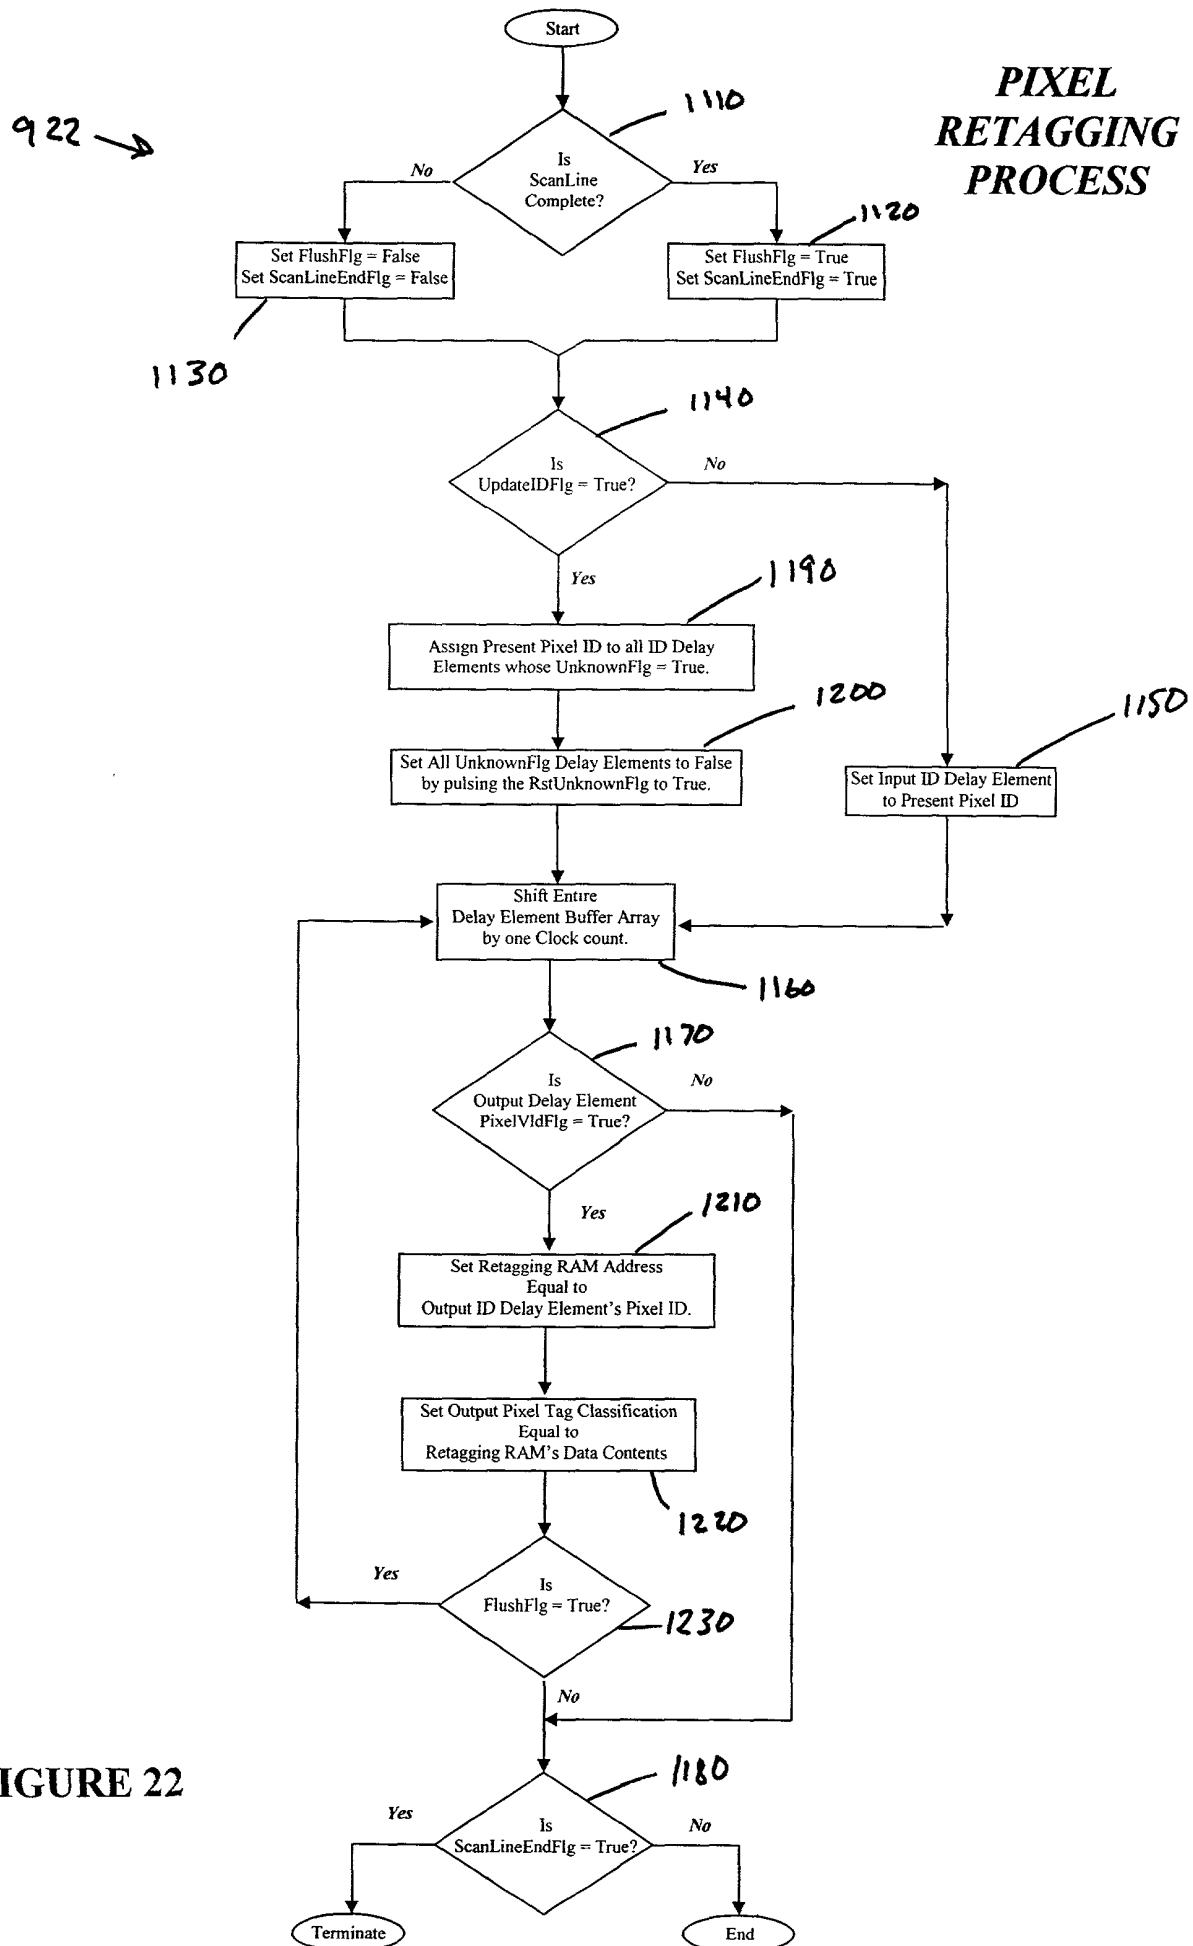 Start
PIXEL
RETAGGING
PROCESS
922
1110
Is
ScanLine
Complete?
No
Yes
1120
Set FlushFlg = False
Set ScanLineEndFlg = False
Set FlushFlg = True
Set ScanLineEndFlg = True
1130
1140
Is
UpdateIDFlg = True?
No
Yes
1190
Assign Present Pixel ID to all ID Delay
Elements whose UnknownFlg = True.
1200
1150
Set All UnknownFlg Delay Elements to False
by pulsing the RstUnknownFlg to True.
Set Input ID Delay Element
to Present Pixel ID
Shift Entire
Delay Element Buffer Array
by one Clock count.
1160
1170
Is
Output Delay Element
PixelVldFlg = True?
No
Yes
1210
Set Retagging RAM Address
Equal to
Output ID Delay Element's Pixel ID.
Set Output Pixel Tag Classification
Equal to
Retagging RAM's Data Contents
1220
Yes
Is
FlushFlg = True?
1230
No
IGURE 22
1180
Yes
Is
ScanLineEndFlg = True?
No
Terminate
End